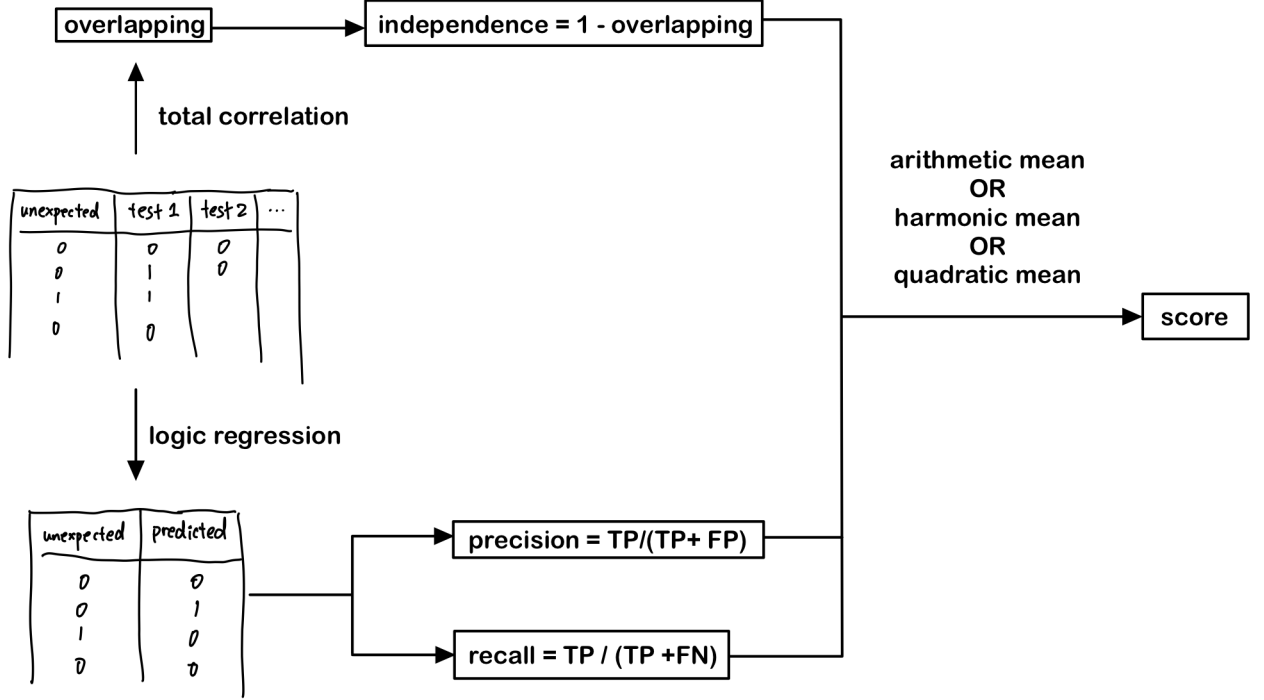 overlapping
independence = 1 - overlapping
total correlation
arithmetic mean
OR
harmonic mean
OR
quadratic mean
score
unexpected test 1 test 2 ...
0 0 0
0 1 0
1 1
0 0
logic regression
unexpected predicted
0 0
0 1
1 0
0 0
precision = TP/(TP+ FP)
recall = TP / (TP +FN)